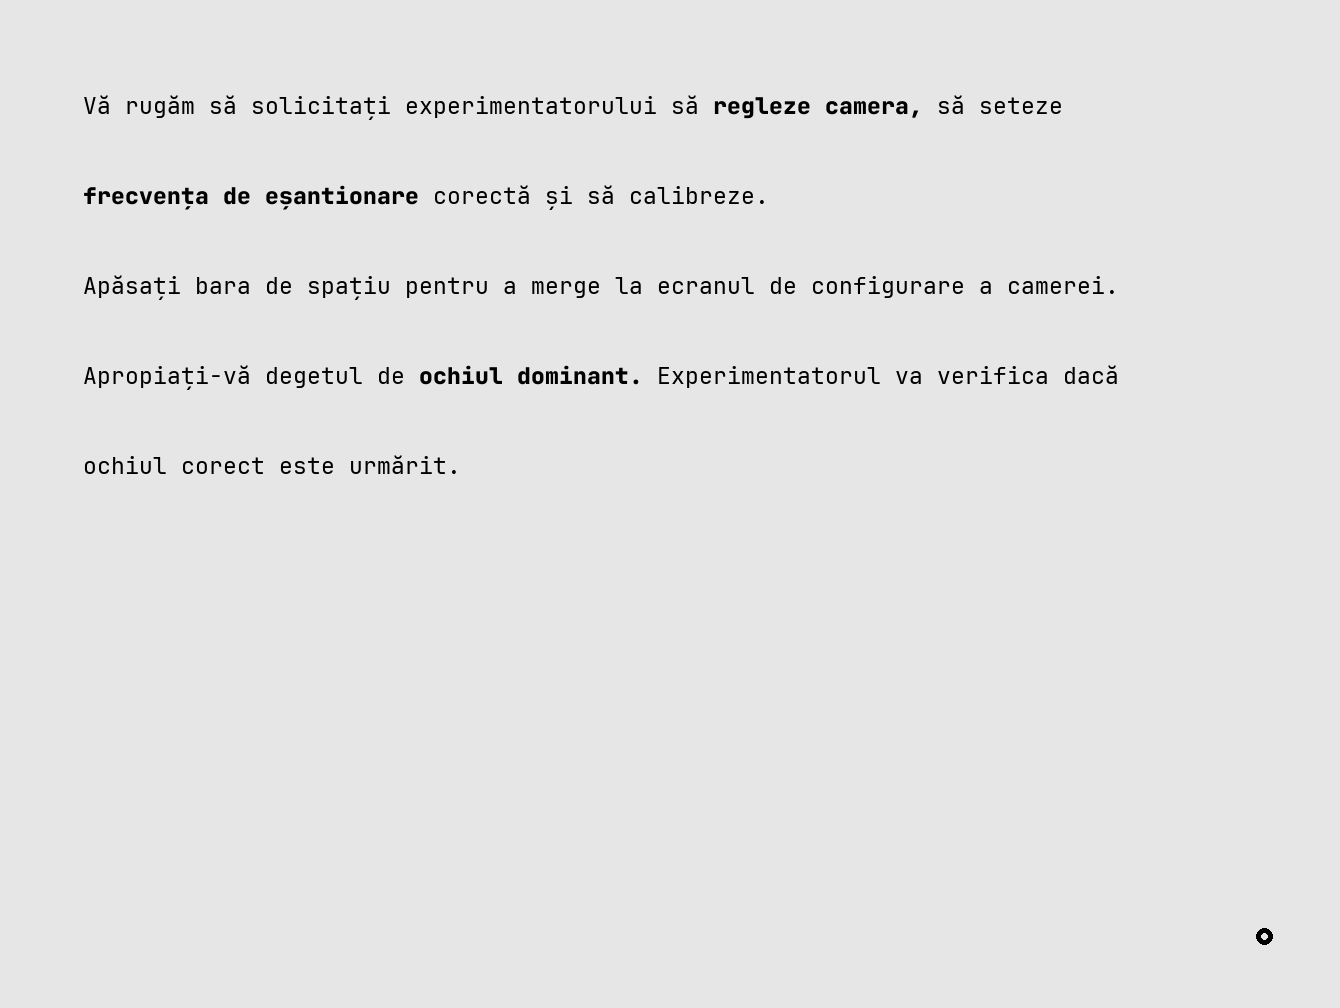 Vă rugăm să solicitați experimentatorului să regleze camera, să seteze
frecvența de eșantionare corectă și să calibreze.
Apăsați bara de spațiu pentru a merge la ecranul de configurare a camerei.
Apropiați-vă degetul de ochiul dominant. Experimentatorul va verifica dacă
ochiul corect este urmărit.